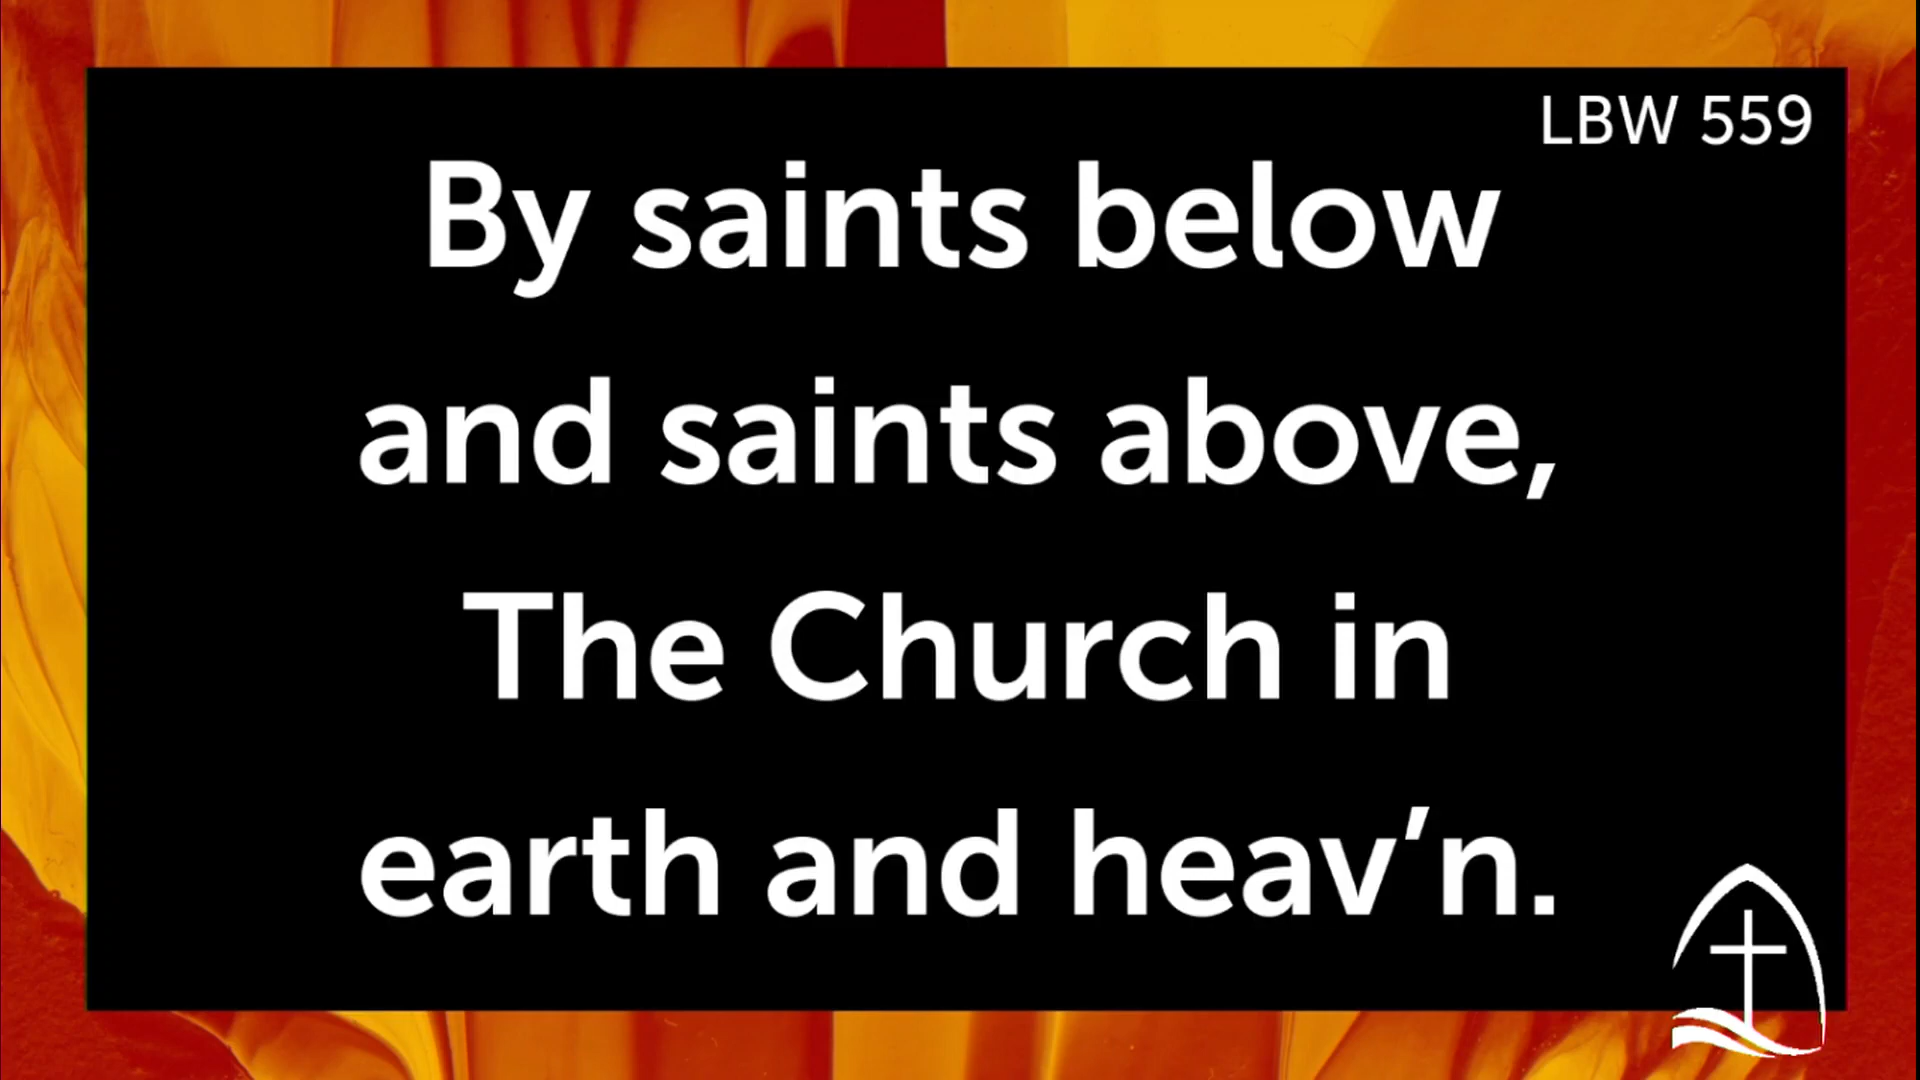 LBW 559
By saints below
and saints above,
The Church in
earth and heav’n.